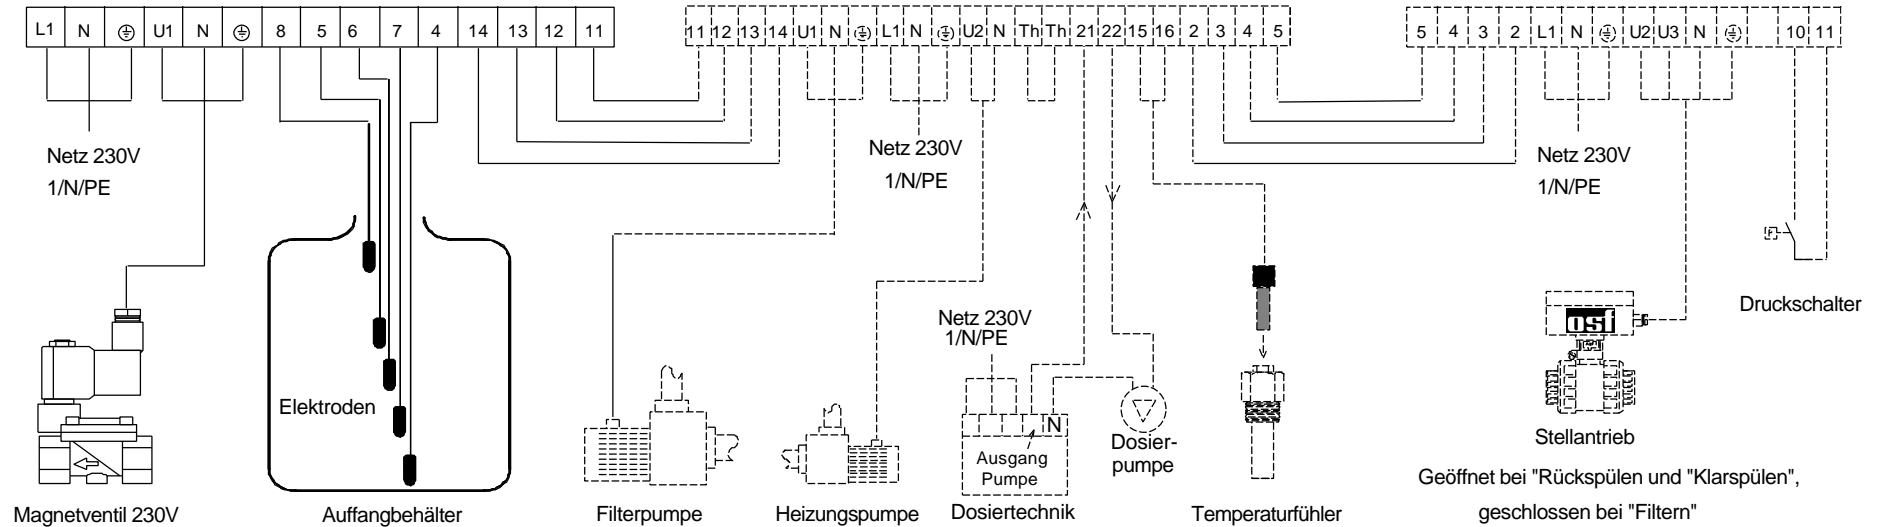 L1 N U1 N 8 5 6 7 4 14 13 12 11
11 12 13 14 U1 N L1 N U2 N Th Th 21 22 15 16 2 3 4 5
5 4 3 2 L1 N U2 U3 N 10 11
Netz 230V
1/N/PE
Netz 230V
1/N/PE
Netz 230V
1/N/PE
Netz 230V
1/N/PE
Elektroden
N
Ausgang
Pumpe
Dosier-
pumpe
osf
Druckschalter
Stellantrieb
Geöffnet bei "Rückspülen und "Klarspülen",
geschlossen bei "Filtern"
Magnetventil 230V
Auffangbehälter
Filterpumpe
Heizungspumpe
Dosiertechnik
Temperaturfühler